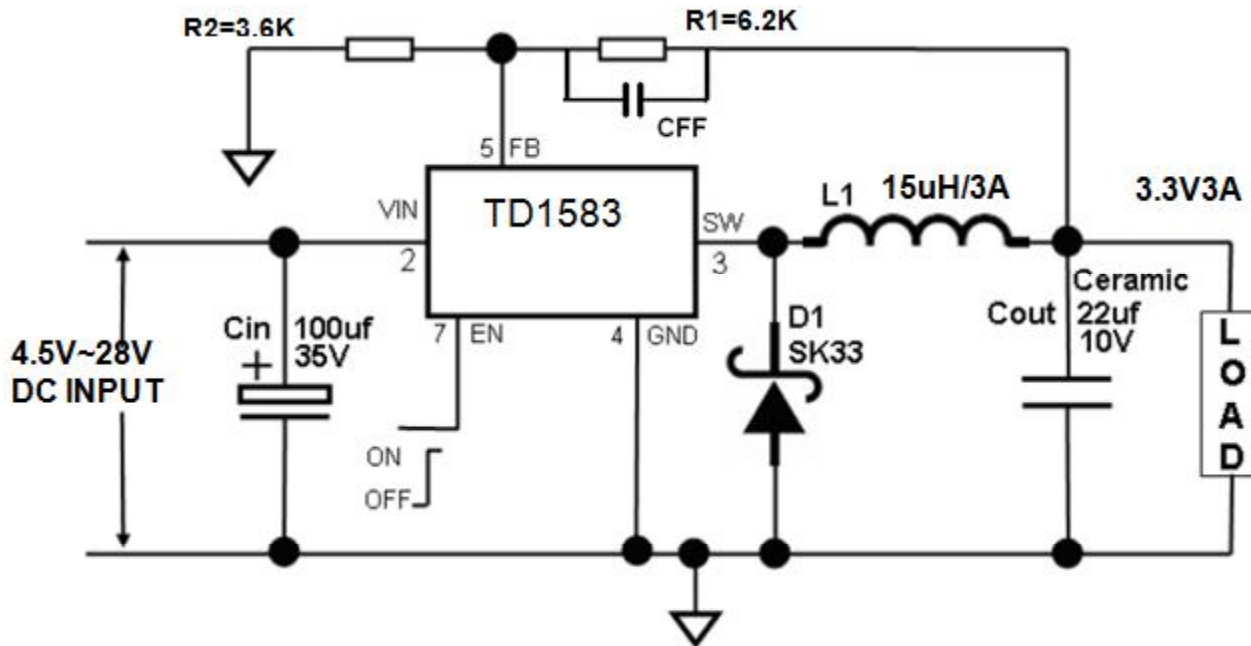 R2=3.6K
R1=6.2K
CFF
5 FB
TD1583
VIN
2
SW
3
L1
15uH/3A
3.3V3A
7 EN
4 GND
Cin
+
100uf
35V
4.5V~28V
DC INPUT
ON
OFF
D1
SK33
Cout
Ceramic
22uf
10V
L
O
A
D